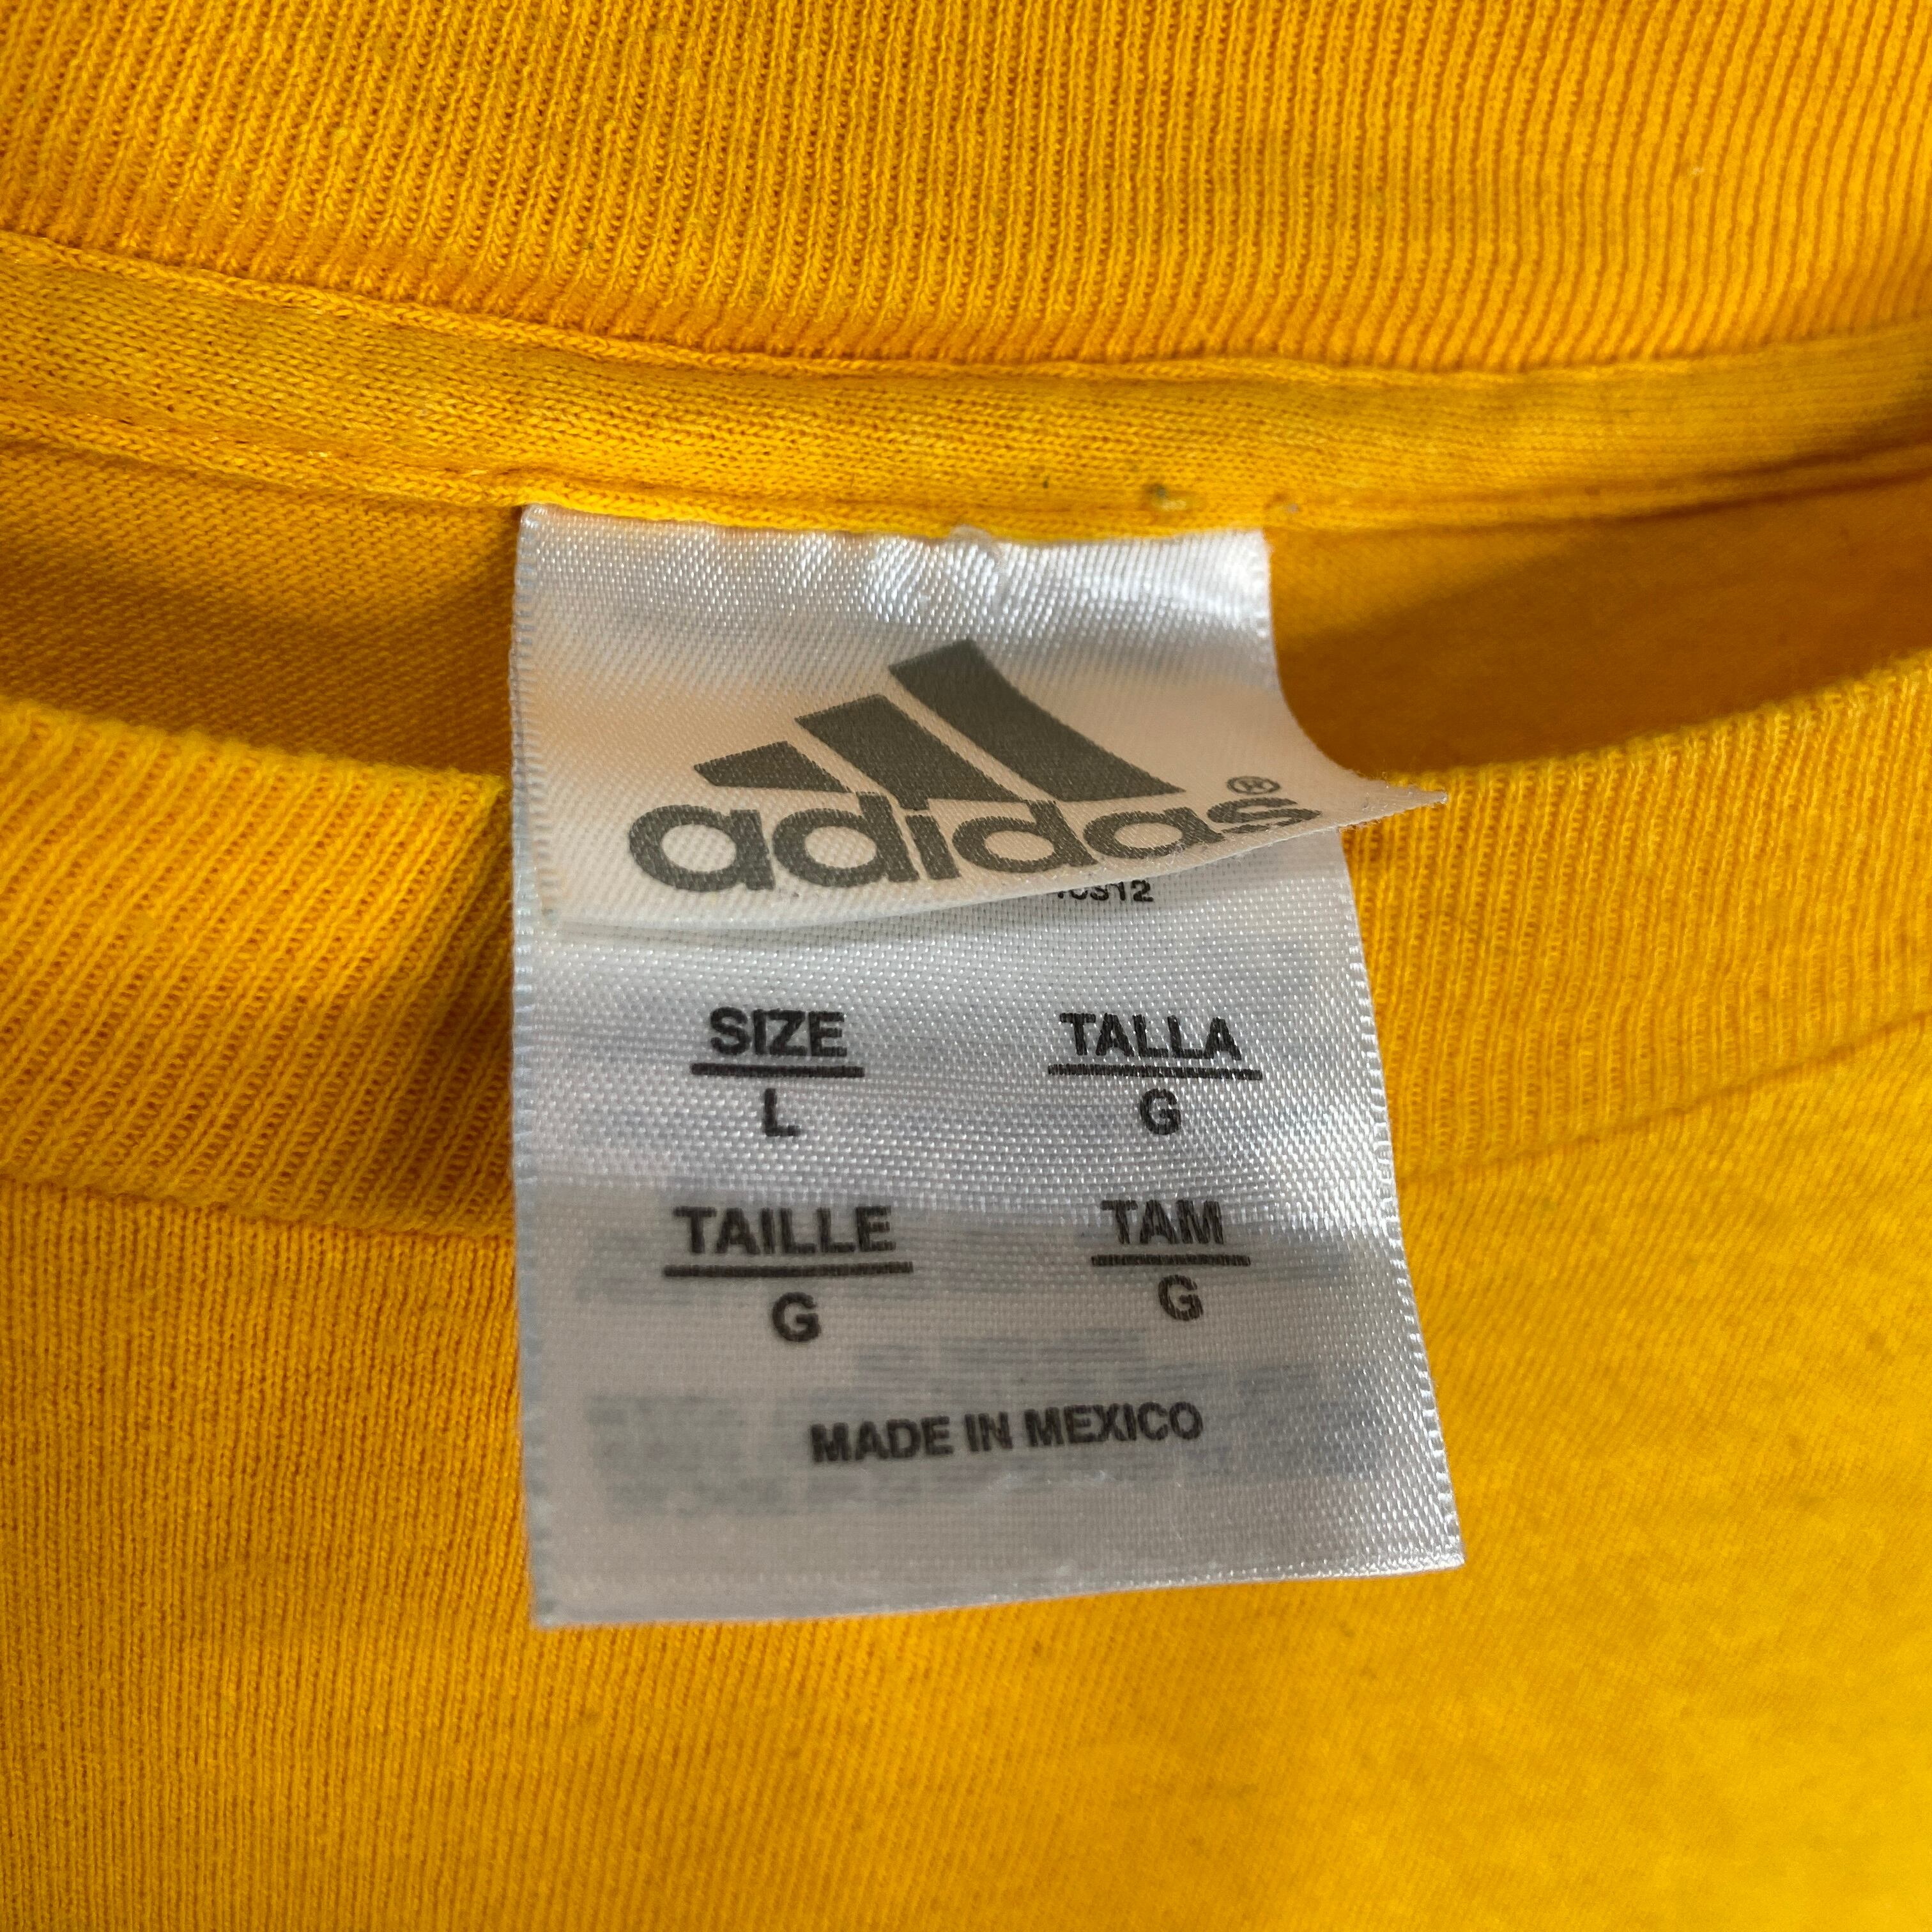 adidas®
SIZE TALLA
L G
TAILLE TAM
G G
MADE IN MEXICO